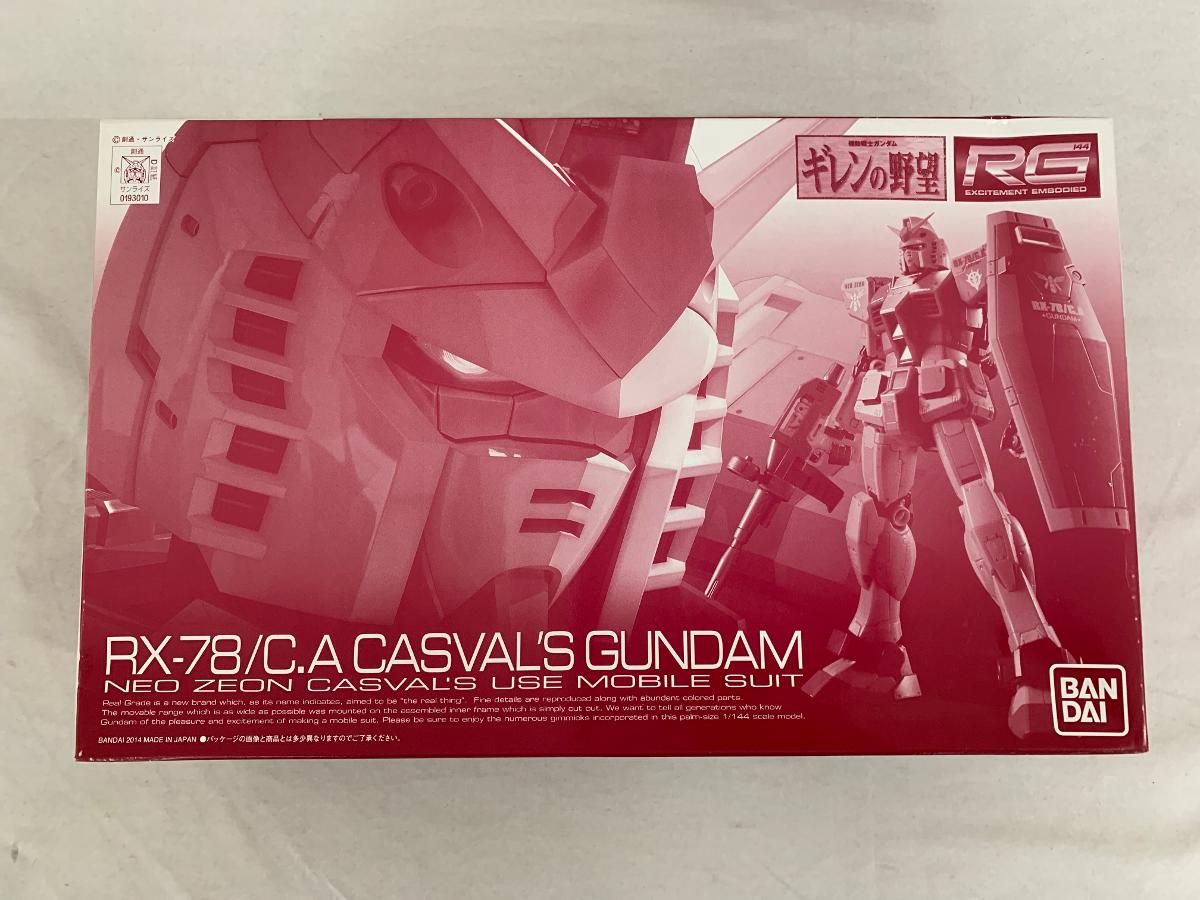 ©創通・サンライズ
創通
©
サンライズ
0193010
機動戦士ガンダム
ギレンの野望
RG
1/44
EXCITEMENT EMBODIED
NEO ZEON
RX-78/C.A
RX-78/C.A
•GUNDAM•
RX-78/C.A CASVAL'S GUNDAM
NEO ZEON CASVAL'S USE MOBILE SUIT
Real Grade is a new brand which, as its name indicates, aimed to be "the real thing". Fine details are reproduced along with abundent colored parts.
The movable range which is as wide as possible was mounted on the assembled inner frame which is simply cut out. We want to tell all generations who know
Gundam of the pleasure and excitement of making a mobile suit. Please be sure to enjoy the numerous gimmicks incorporated in this palm-size 1/144 scale model.
BANDAI 2014 MADE IN JAPAN ●パッケージの画像と商品とは多少異なりますのでご了承ください。
BAN
DAI